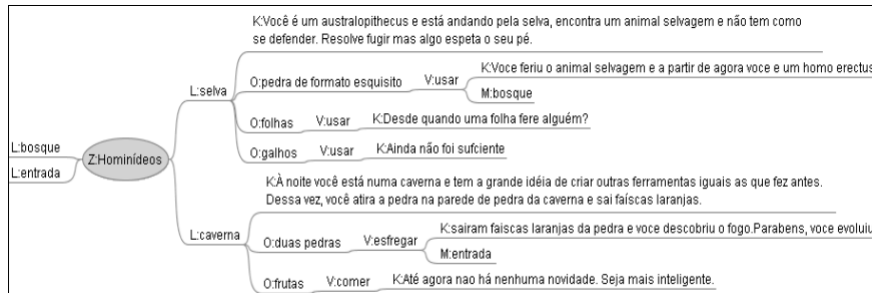 K:Você é um australopithecus e está andando pela selva, encontra um animal selvagem e não tem como
se defender. Resolve fugir mas algo espeta o seu pé.
L:selva
O:pedra de formato esquisito
V:usar
K:Voce feriu o animal selvagem e a partir de agora voce e um homo erectus
M:bosque
O:folhas
V:usar
K:Desde quando uma folha fere alguém?
O:galhos
V:usar
K:Ainda não foi sufciente
L:bosque
L:entrada
Z:Hominídeos
K:À noite você está numa caverna e tem a grande idéia de criar outras ferramentas iguais as que fez antes.
Dessa vez, você atira a pedra na parede de pedra da caverna e sai faíscas laranjas.
L:caverna
O:duas pedras
V:esfregar
K:sairam faiscas laranjas da pedra e voce descobriu o fogo.Parabens, voce evoluiu
M:entrada
O:frutas
V:comer
K:Até agora nao há nenhuma novidade. Seja mais inteligente.